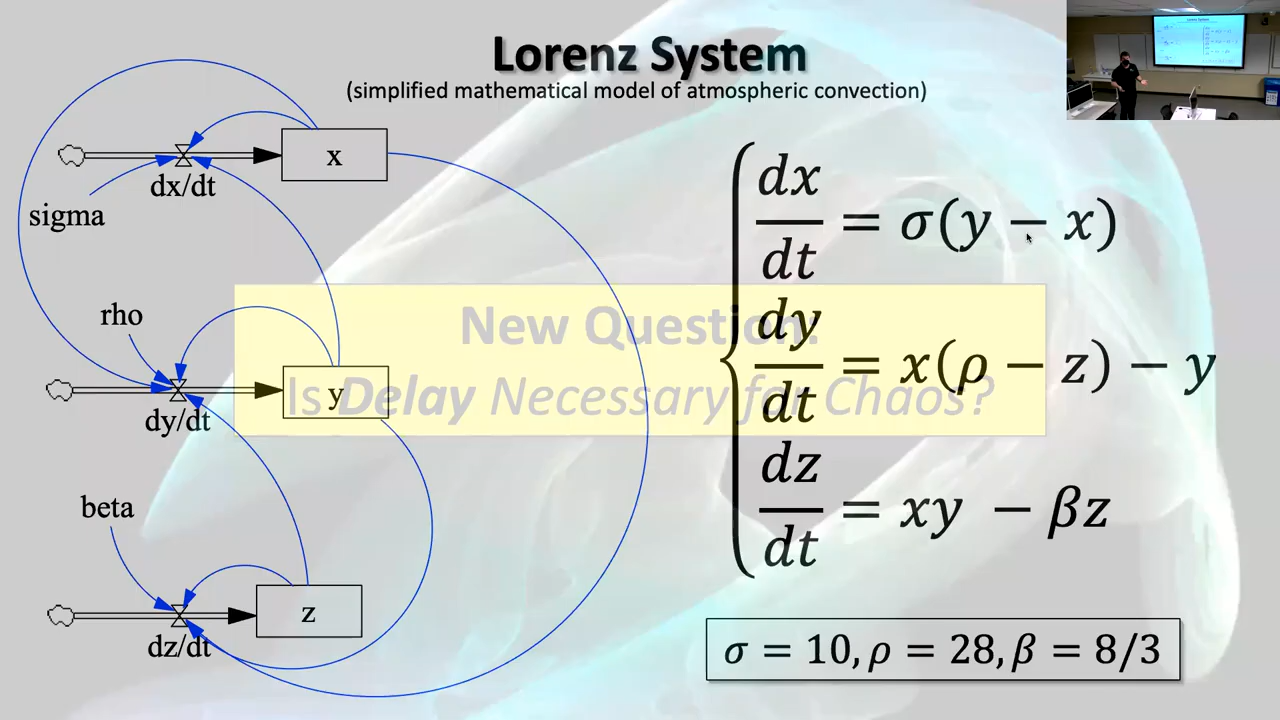 Lorenz System
(simplified mathematical model of atmospheric convection)
x
dx/dt
sigma
rho
y
dy/dt
beta
z
dz/dt
dx/dt = σ(y − x)
dy/dt = x(ρ − z) − y
dz/dt = xy − βz
New Question:
Is Delay Necessary for Chaos?
σ = 10, ρ = 28, β = 8/3